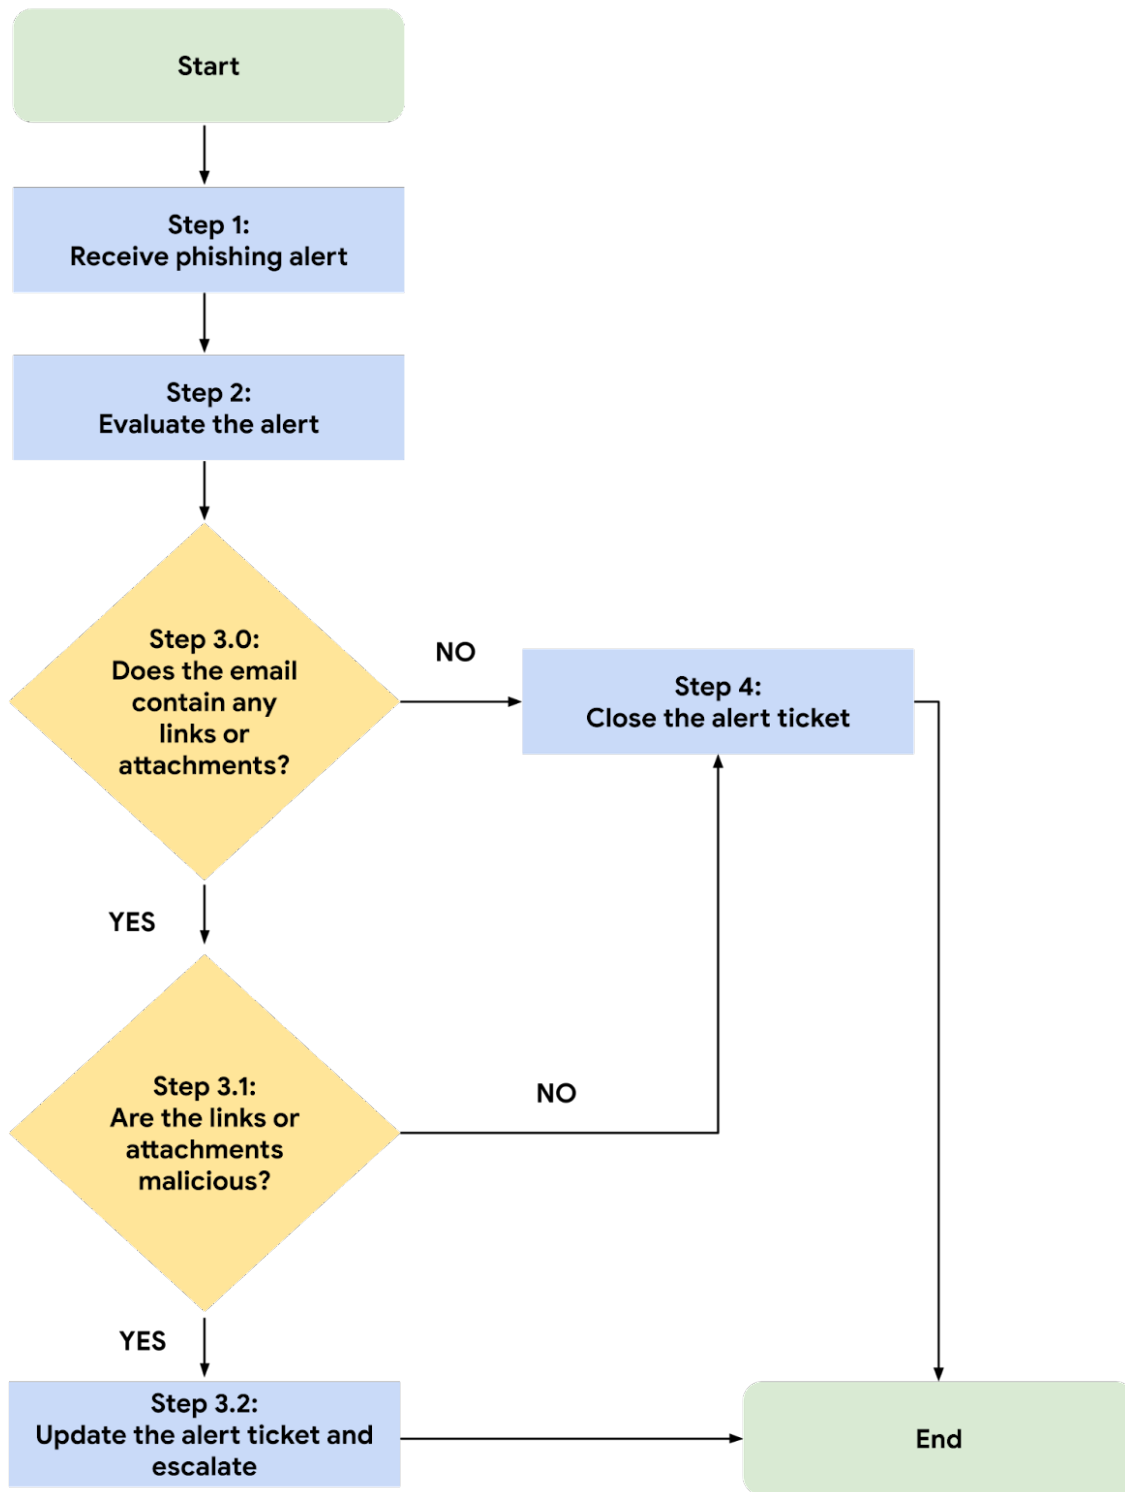 Start
Step 1:
Receive phishing alert
Step 2:
Evaluate the alert
Step 3.0:
Does the email
contain any
links or
attachments?
NO
Step 4:
Close the alert ticket
YES
Step 3.1:
Are the links or
attachments
malicious?
NO
YES
Step 3.2:
Update the alert ticket and
escalate
End